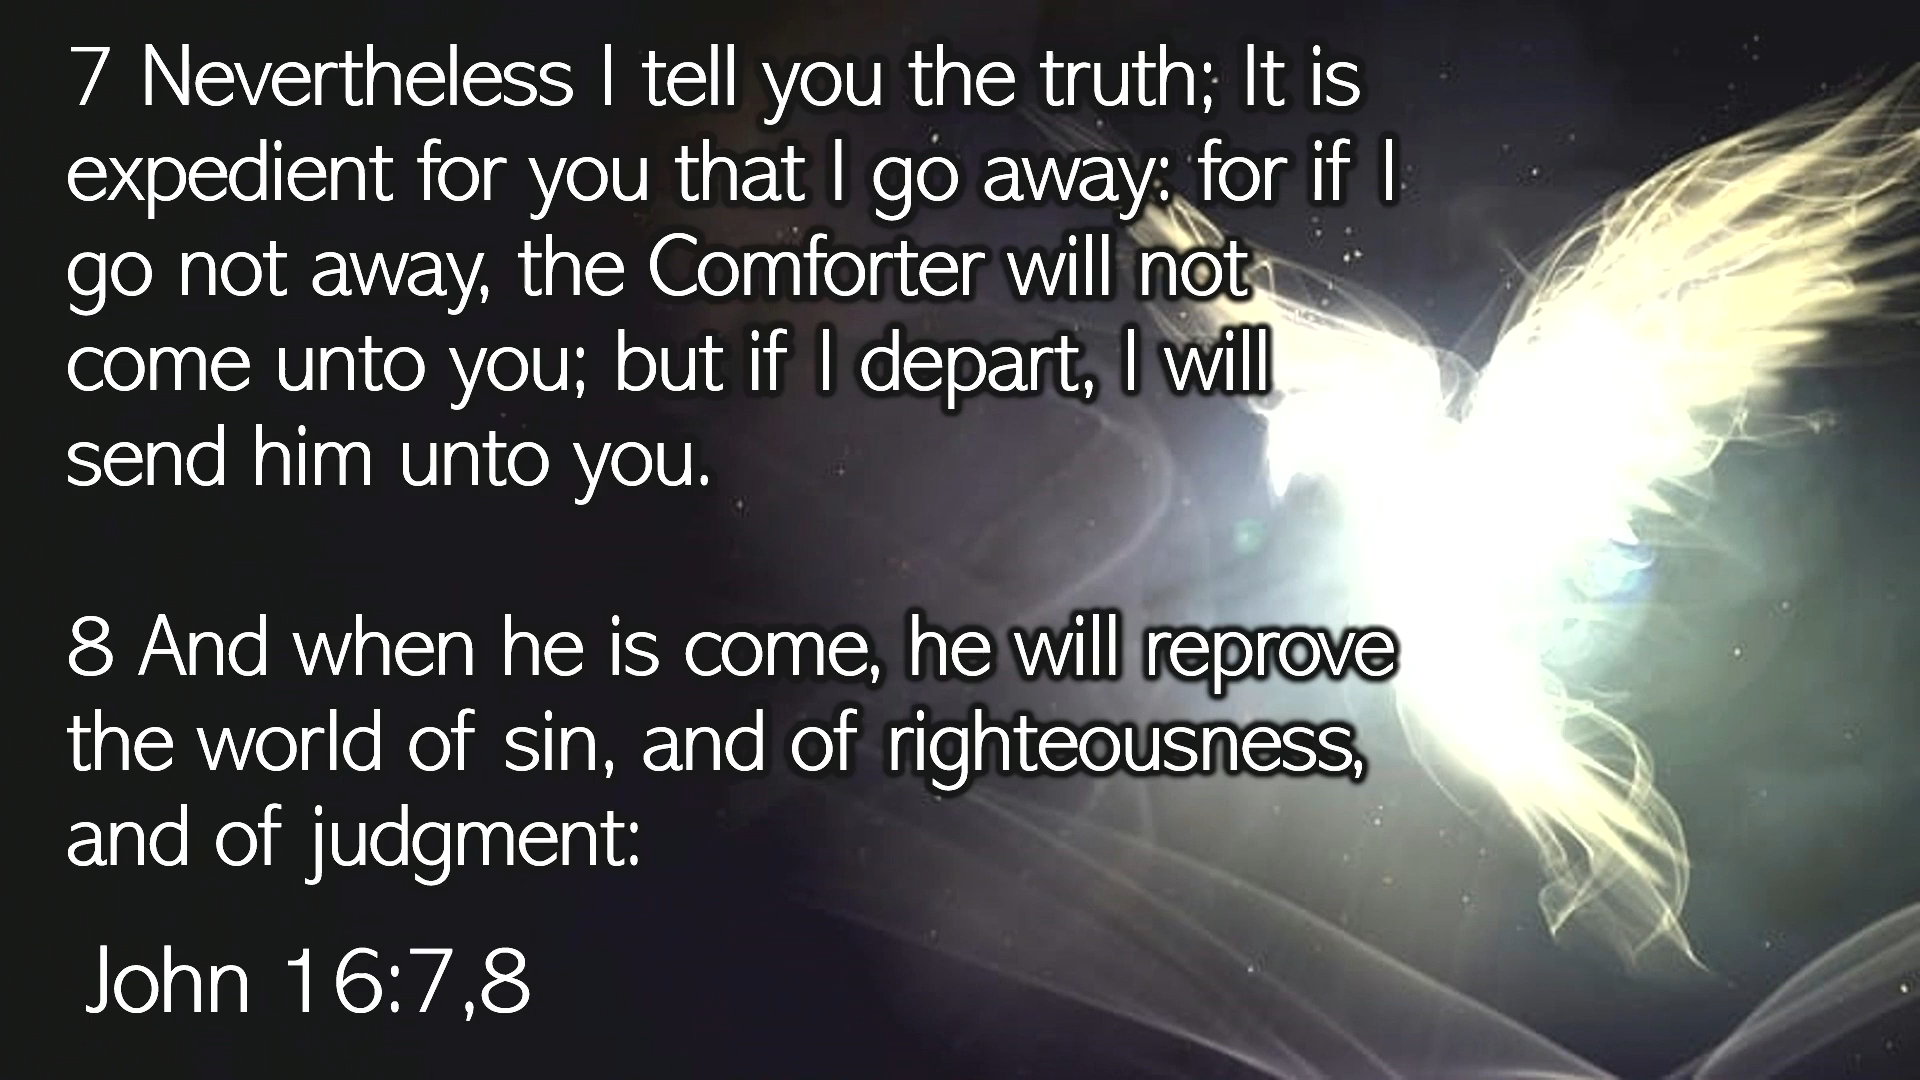 7 Nevertheless I tell you the truth; It is
expedient for you that I go away: for if I
go not away, the Comforter will not
come unto you; but if I depart, I will
send him unto you.
8 And when he is come, he will reprove
the world of sin, and of righteousness,
and of judgment:
John 16:7,8